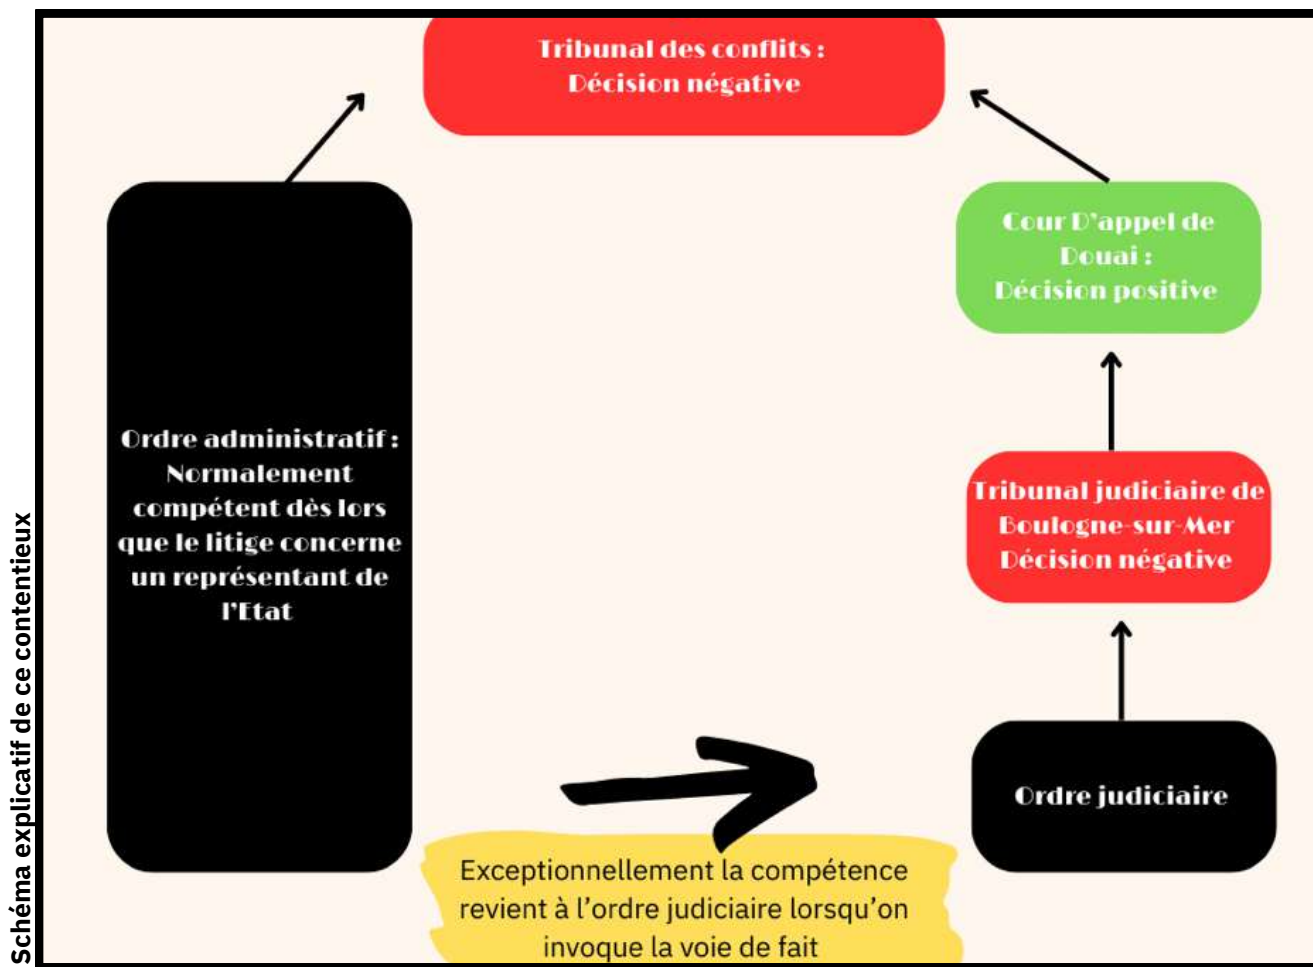 Schéma explicatif de ce contentieux
Tribunal des conflits :
Décision négative
Cour D'appel de
Douai :
Décision positive
Ordre administratif :
Normalement
compétent dès lors
que le litige concerne
un représentant de
l'Etat
Tribunal judiciaire de
Boulogne-sur-Mer
Décision négative
Ordre judiciaire
Exceptionnellement la compétence
revient à l'ordre judiciaire lorsqu'on
invoque la voie de fait